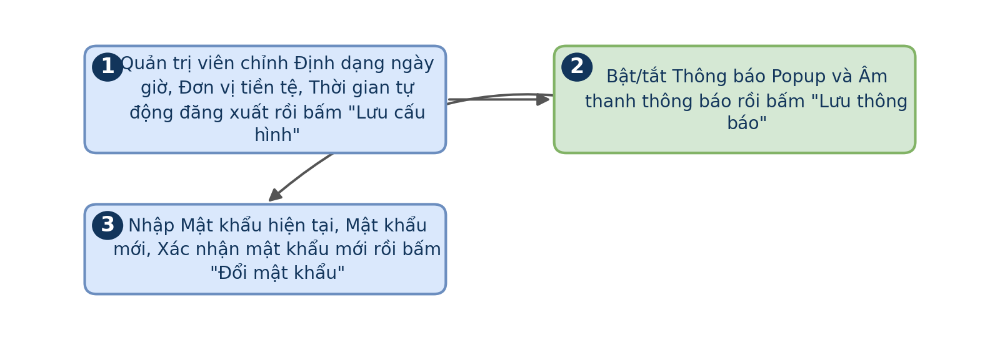 1
Quản trị viên chỉnh Định dạng ngày
giờ, Đơn vị tiền tệ, Thời gian tự
động đăng xuất rồi bấm "Lưu cấu
hình"
2
Bật/tắt Thông báo Popup và Âm
thanh thông báo rồi bấm "Lưu thông
báo"
3
Nhập Mật khẩu hiện tại, Mật khẩu
mới, Xác nhận mật khẩu mới rồi bấm
"Đổi mật khẩu"